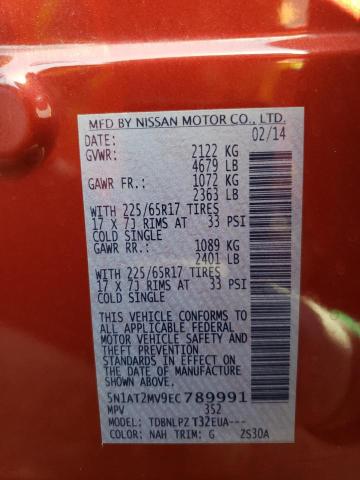 MFD BY NISSAN MOTOR CO., LTD.
DATE: 02/14
GVWR: 2122 KG
4679 LB
GAWR FR.: 1072 KG
2363 LB
WITH 225/65R17 TIRES
17 X 7J RIMS AT 33 PSI
COLD SINGLE
GAWR RR.: 1089 KG
2401 LB
WITH 225/65R17 TIRES
17 X 7J RIMS AT 33 PSI
COLD SINGLE
THIS VEHICLE CONFORMS TO
ALL APPLICABLE FEDERAL
MOTOR VEHICLE SAFETY AND
THEFT PREVENTION
STANDARDS IN EFFECT ON
THE DATE OF MANUFACTURE
SHOWN ABOVE.
5N1AT2MV9EC789991
MPV 352
MODEL: TDBNLPZ T32EUA---
COLOR: NAH TRIM: G 2S30A